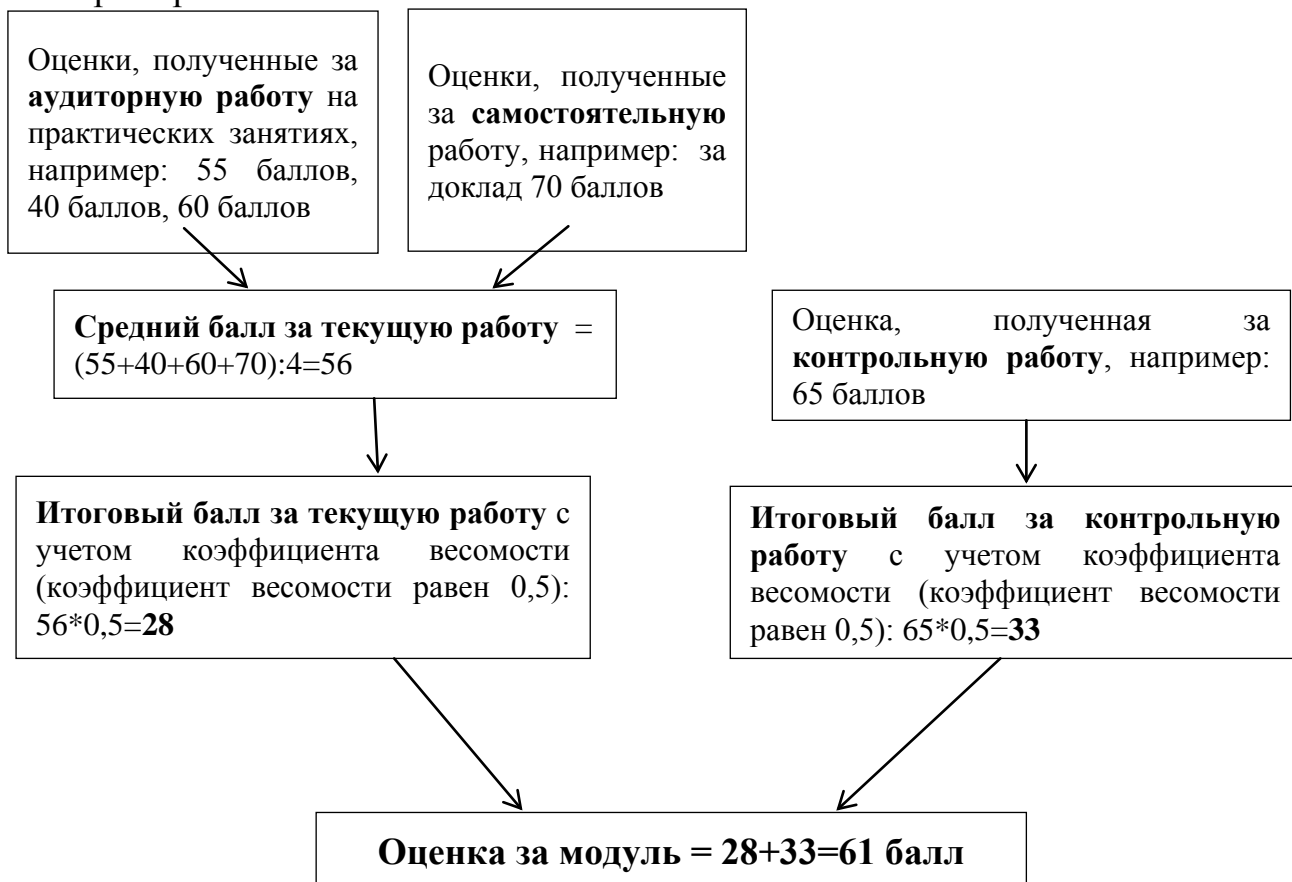 Оценки, полученные за
аудиторную работу на
практических занятиях,
например: 55 баллов,
40 баллов, 60 баллов
Оценки, полученные
за самостоятельную
работу, например: за
доклад 70 баллов
Средний балл за текущую работу =
(55+40+60+70):4=56
Оценка, полученная за
контрольную работу, например:
65 баллов
Итоговый балл за текущую работу с
учетом коэффициента весомости
(коэффициент весомости равен 0,5):
56*0,5=28
Итоговый балл за контрольную
работу с учетом коэффициента
весомости (коэффициент весомости
равен 0,5): 65*0,5=33
Оценка за модуль = 28+33=61 балл